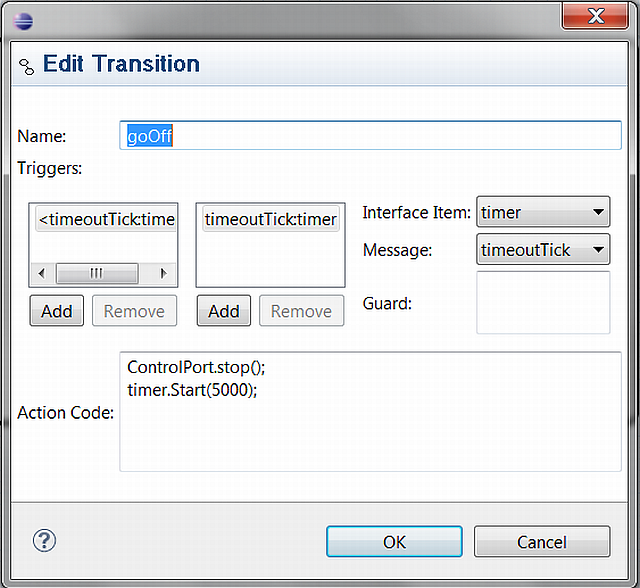 Edit Transition
Name:
goOff
Triggers:
<timeoutTick:time
timeoutTick:timer
Interface Item:
timer
Message:
timeoutTick
Guard:
Add
Remove
Add
Remove
Action Code:
ControlPort.stop();
timer.Start(5000);
OK
Cancel